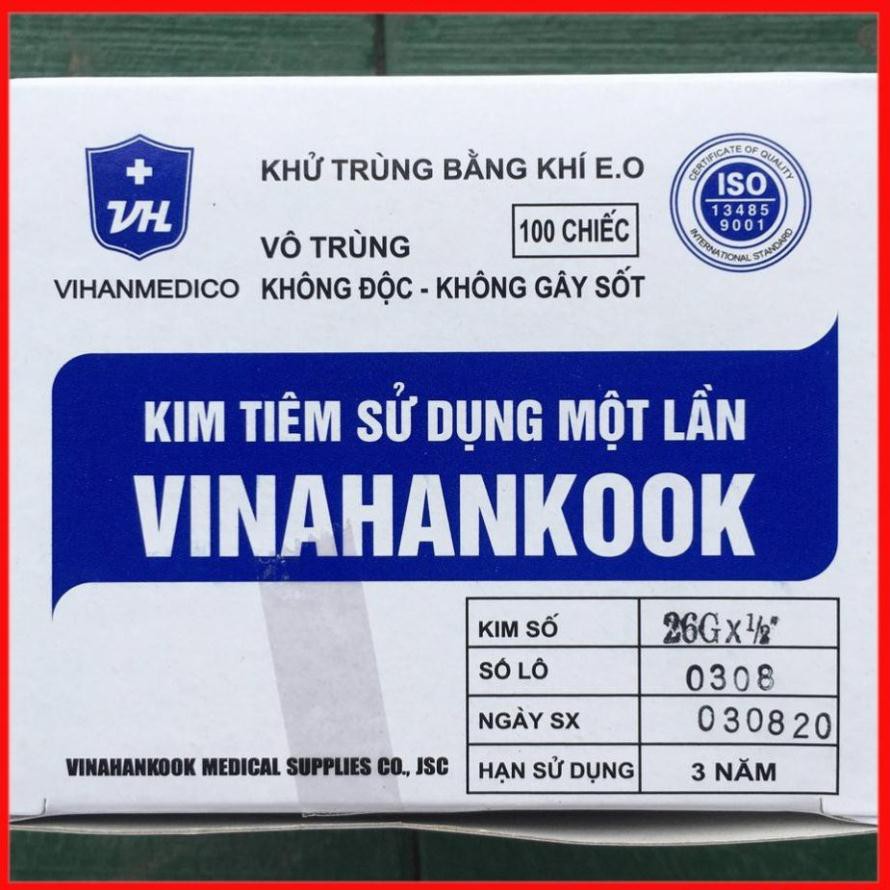 VH
VIHANMEDICO
KHỬ TRÙNG BẰNG KHÍ E.O
VÔ TRÙNG
100 CHIẾC
KHÔNG ĐỘC - KHÔNG GÂY SỐT
CERTIFICATE OF QUALITY
ISO
13485
9001
INTERNATIONAL STANDARD
KIM TIÊM SỬ DỤNG MỘT LẦN
VINAHANKOOK
KIM SỐ 26G X 1/2"
SỐ LÔ 0308
NGÀY SX 030820
HẠN SỬ DỤNG 3 NĂM
VINAHANKOOK MEDICAL SUPPLIES CO., JSC